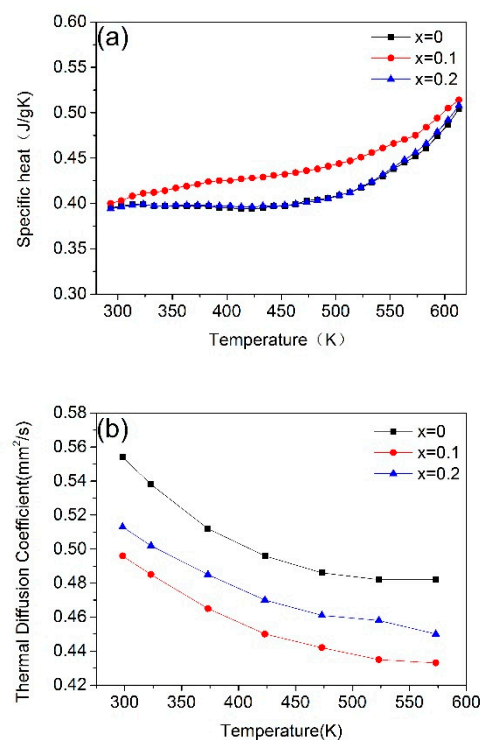 (a)
x=0
x=0.1
x=0.2
Specific heat（J/gK）
0.60
0.55
0.50
0.45
0.40
0.35
0.30
300 350 400 450 500 550 600
Temperature（K）
(b)
x=0
x=0.1
x=0.2
Thermal Diffusion Coefficient(mm²/s)
0.58
0.56
0.54
0.52
0.50
0.48
0.46
0.44
0.42
300 350 400 450 500 550 600
Temperature(K)